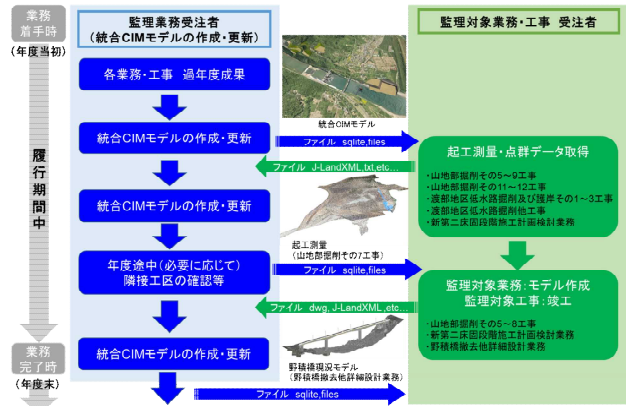 業務
着手時
(年度当初)
履行期間中
業務
完了時
(年度末)
監理業務受注者
(統合CIMモデルの作成・更新)
各業務・工事 過年度成果
統合CIMモデルの作成・更新
統合CIMモデルの作成・更新
年度途中(必要に応じて)
隣接工区の確認等
統合CIMモデルの作成・更新
統合CIMモデル
ファイル sqlite,files
ファイル J-LandXML,txt,etc...
起工測量
(山地部掘削その7工事)
ファイル sqlite,files
ファイル dwg, J-LandXML ,etc...
野積橋現況モデル
(野積橋撤去他詳細設計業務)
ファイル sqlite,files
監理対象業務・工事 受注者
起工測量・点群データ取得
・山地部掘削その5~9工事
・山地部掘削その11~12工事
・渡部地区低水路掘削及び護岸その1~3工事
・渡部地区低水路掘削他工事
・新第二床固段階施工計画検討業務
監理対象業務:モデル作成
監理対象工事:竣工
・山地部掘削その5~8工事
・新第二床固段階施工計画検討業務
・野積橋撤去他詳細設計業務